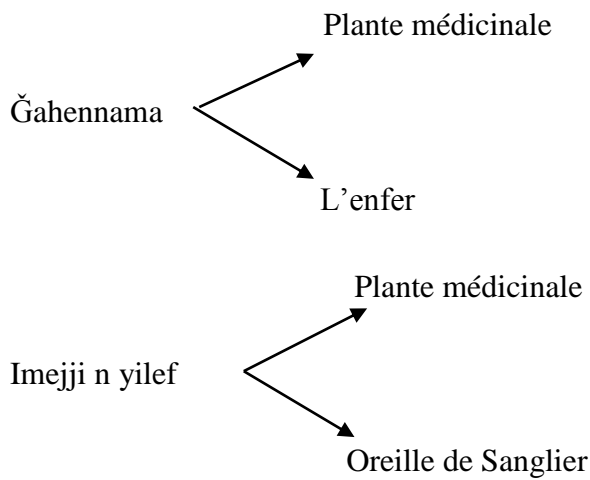 Plante médicinale
Ğahennama
L'enfer
Plante médicinale
Imejji n yilef
Oreille de Sanglier